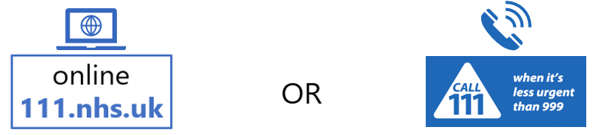 online
111.nhs.uk
OR
CALL
111
when it's
less urgent
than 999